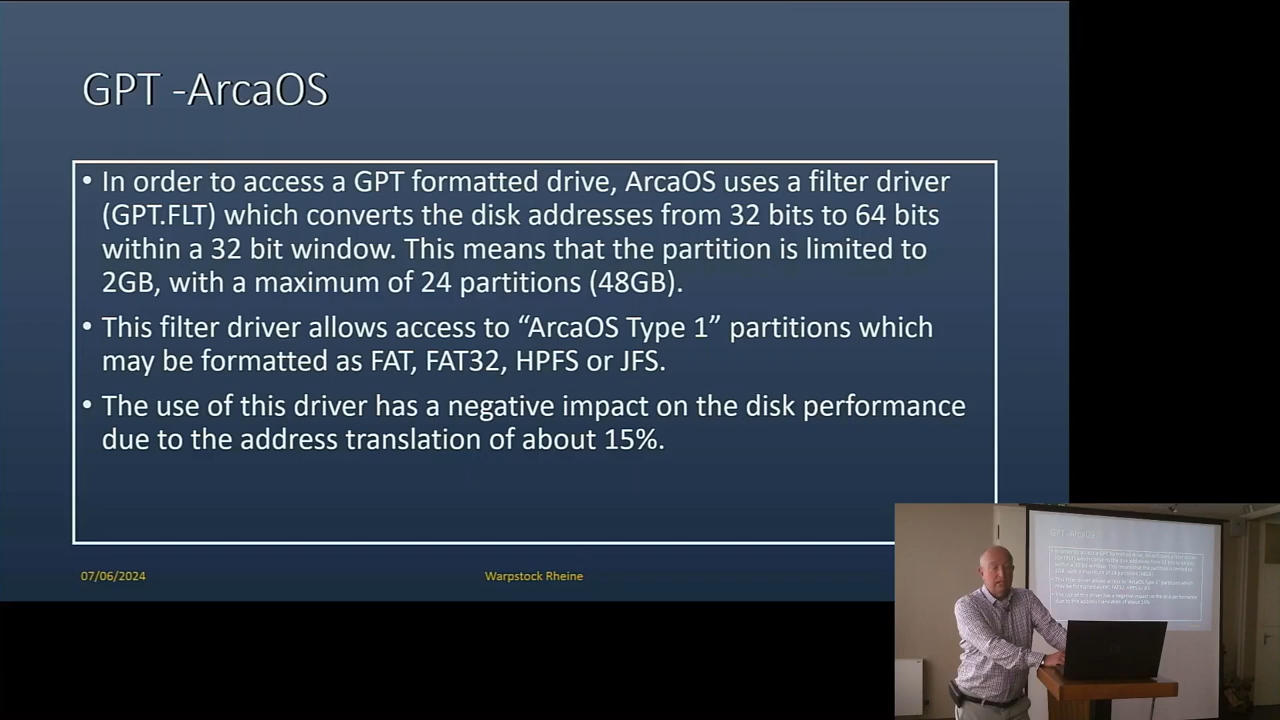 GPT -ArcaOS
• In order to access a GPT formatted drive, ArcaOS uses a filter driver
(GPT.FLT) which converts the disk addresses from 32 bits to 64 bits
within a 32 bit window. This means that the partition is limited to
2GB, with a maximum of 24 partitions (48GB).
• This filter driver allows access to “ArcaOS Type 1” partitions which
may be formatted as FAT, FAT32, HPFS or JFS.
• The use of this driver has a negative impact on the disk performance
due to the address translation of about 15%.
07/06/2024
Warpstock Rheine
GPT -ArcaOS